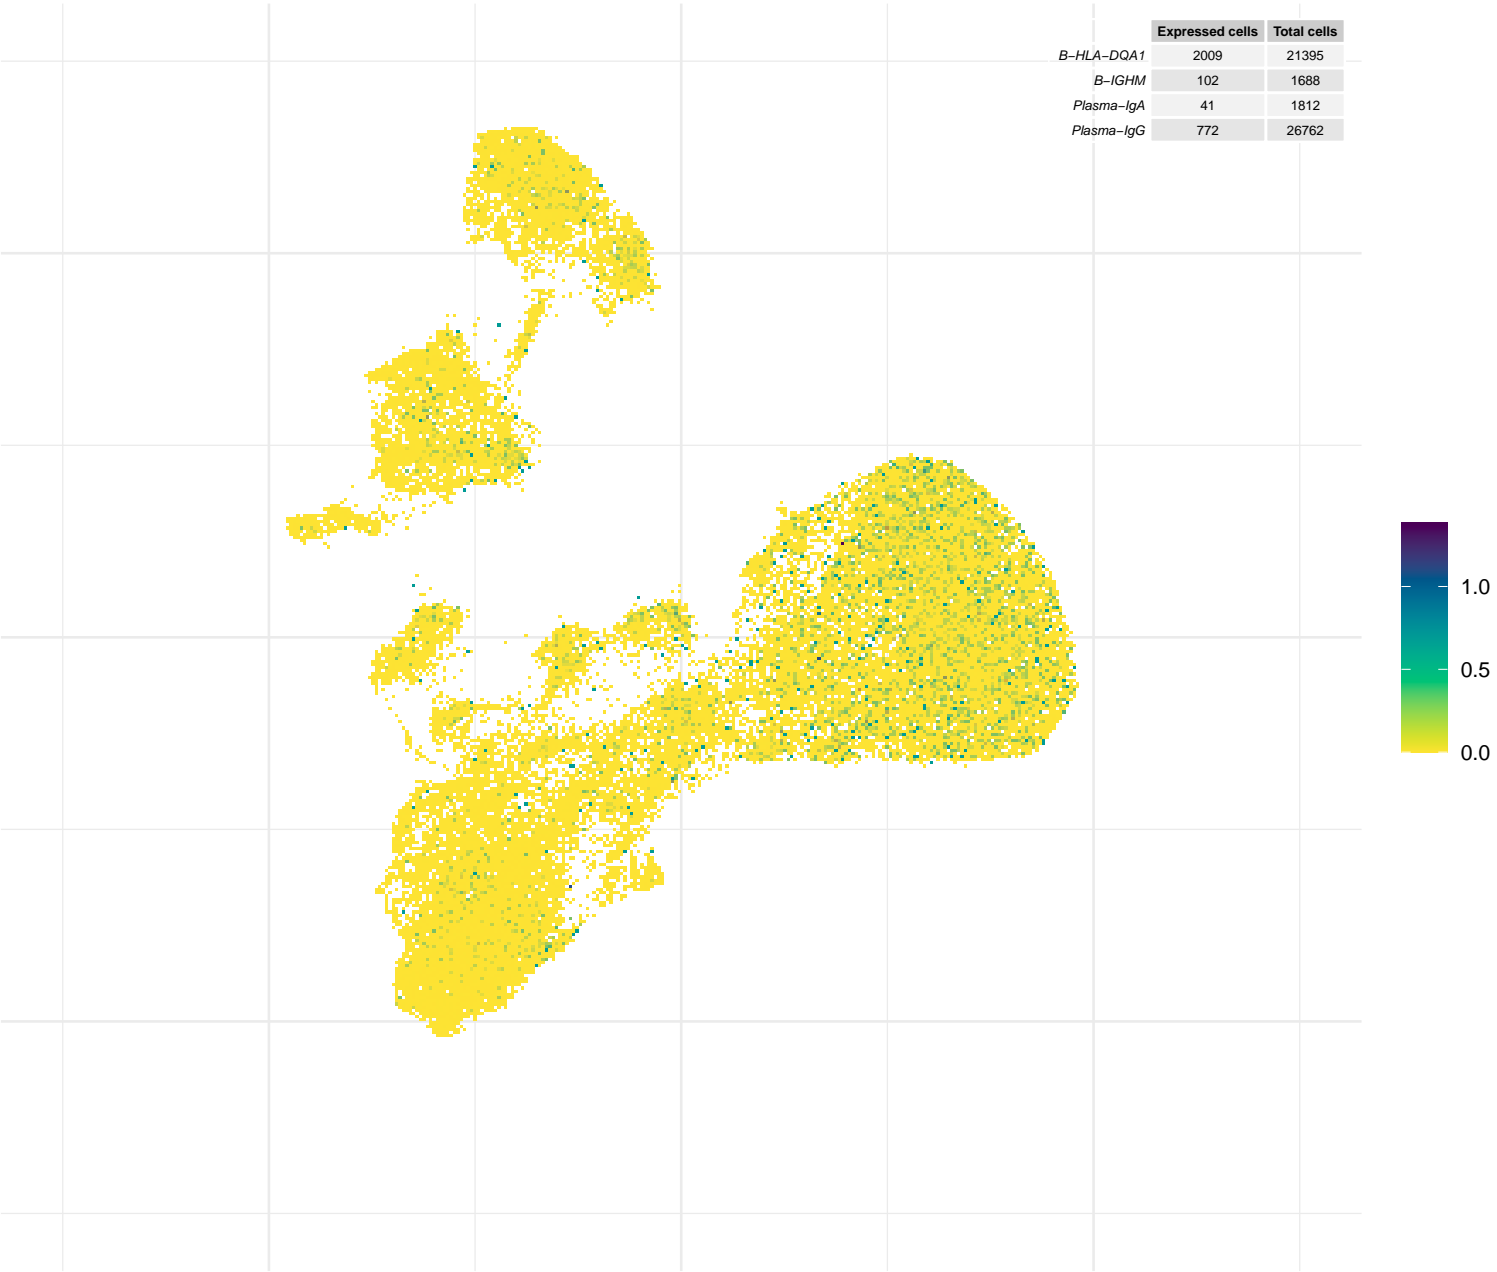 Expressed cells Total cells
B−HLA−DQA1 2009 21395
B−IGHM 102 1688
Plasma−IgA 41 1812
Plasma−IgG 772 26762
1.0
0.5
0.0